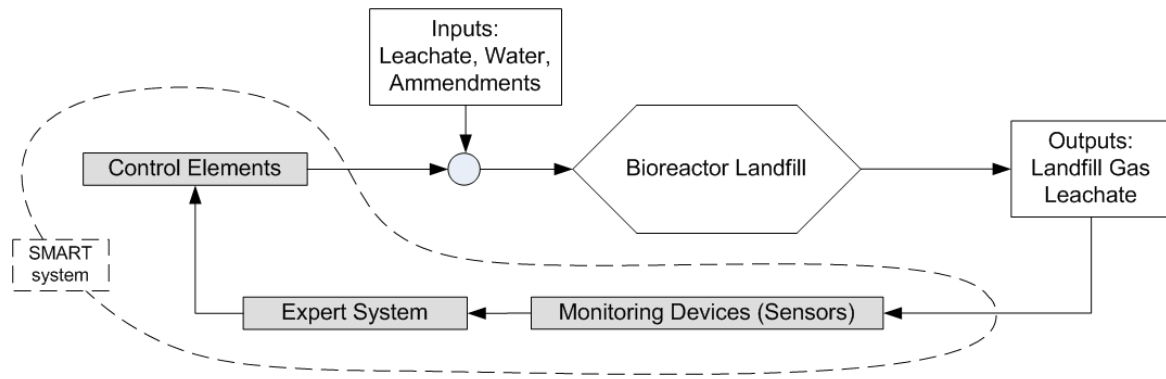 Inputs:
Leachate, Water,
Ammendments
Control Elements
Bioreactor Landfill
Outputs:
Landfill Gas
Leachate
SMART
system
Expert System
Monitoring Devices (Sensors)